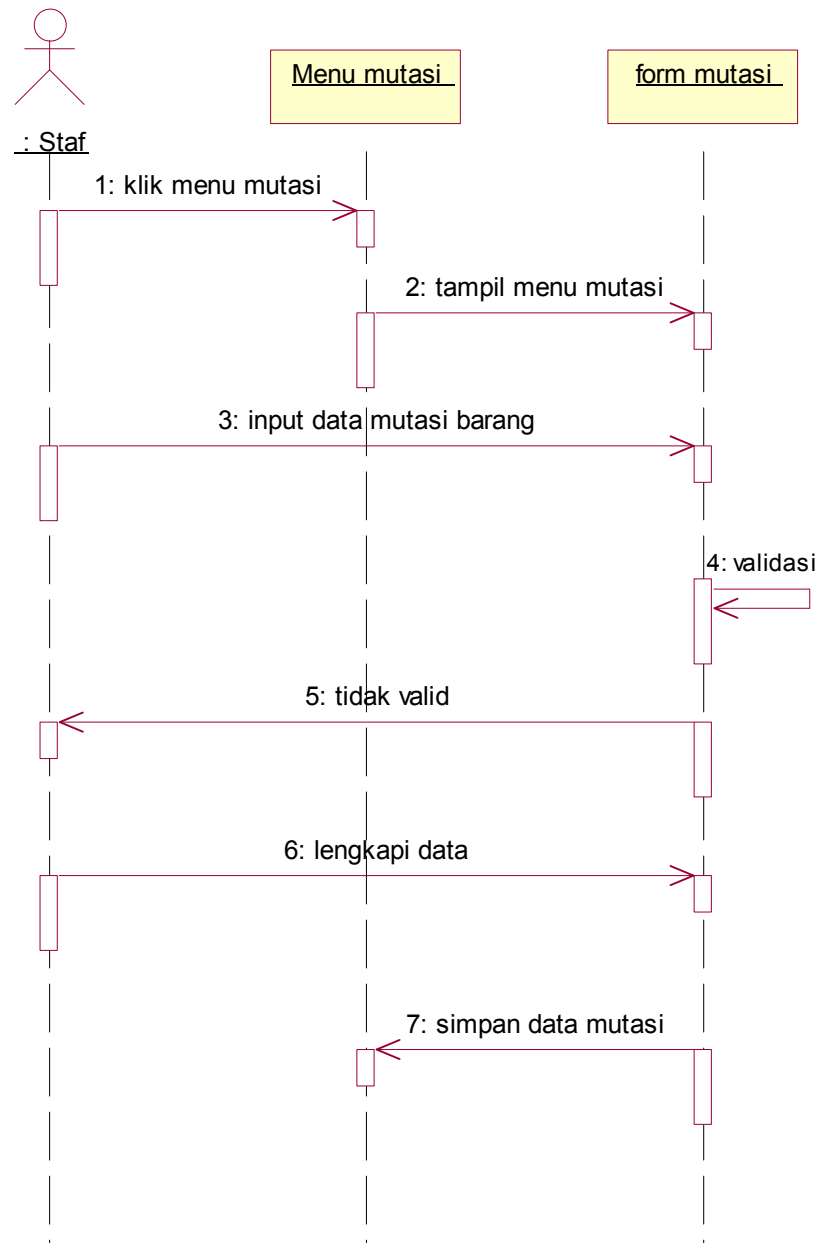 Menu mutasi
form mutasi
: Staf
1: klik menu mutasi
2: tampil menu mutasi
3: input data mutasi barang
4: validasi
5: tidak valid
6: lengkapi data
7: simpan data mutasi